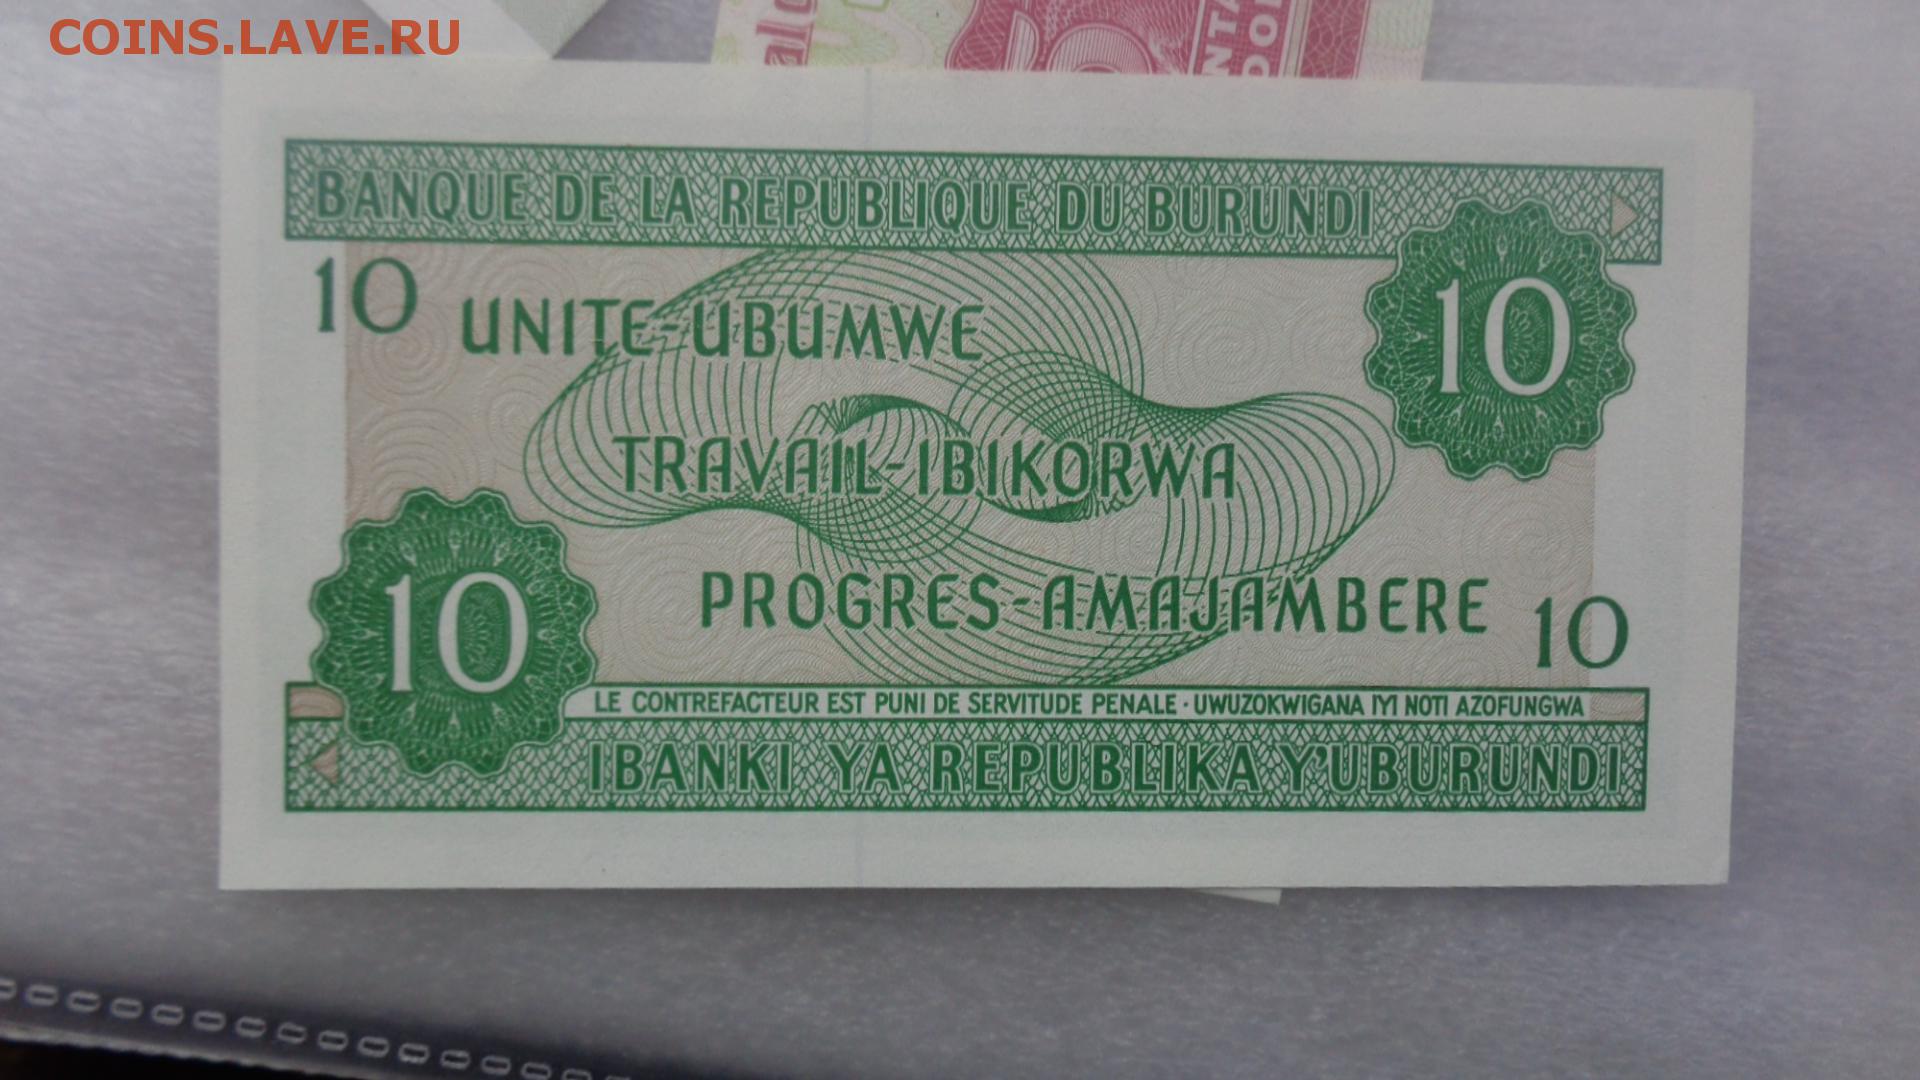 COINS.LAVE.RU
BANQUE DE LA REPUBLIQUE DU BURUNDI
10
10
UNITE-UBUMWE
TRAVAIL-IBIKORWA
PROGRES-AMAJAMBERE
10
10
LE CONTREFACTEUR EST PUNI DE SERVITUDE PENALE · UWUZOKWIGANA IYI NOTI AZOFUNGWA
IBANKI YA REPUBLIKA Y'UBURUNDI